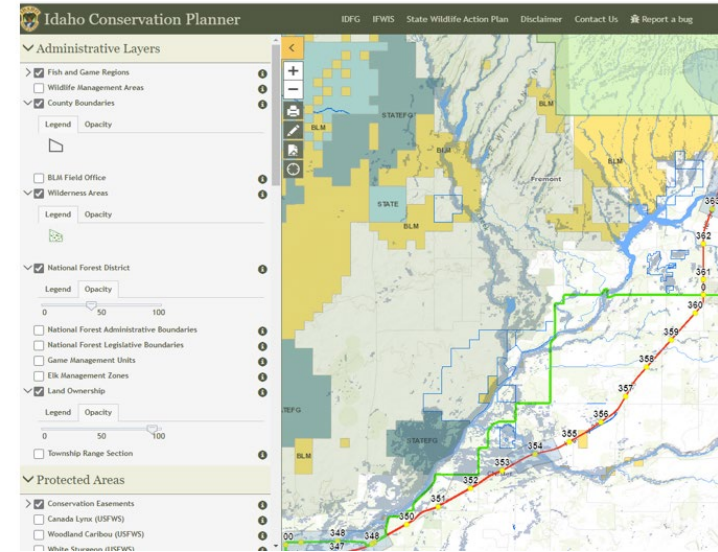 Idaho Conservation Planner
IDFG IFWIS State Wildlife Action Plan Disclaimer Contact Us Report a bug
Administrative Layers
Fish and Game Regions
Wildlife Management Areas
County Boundaries
Legend Opacity
BLM Field Office
Wilderness Areas
Legend Opacity
National Forest District
Legend Opacity
0 50 100
National Forest Administrative Boundaries
National Forest Legislative Boundaries
Game Management Units
Elk Management Zones
Land Ownership
Legend Opacity
0 50 100
Township Range Section
Protected Areas
Conservation Easements
Canada Lynx (USFWS)
Woodland Caribou (USFWS)
White Sturgeon (USFWS)
BLM
STATEFG
BLM
BLM
BLM
Fremont
STATE
BLM
363
362
361
0
360
359
358
357
356
355
354
353
352
351
350
TEFG
STATEFG
BLM
Chester
00
348
348
347